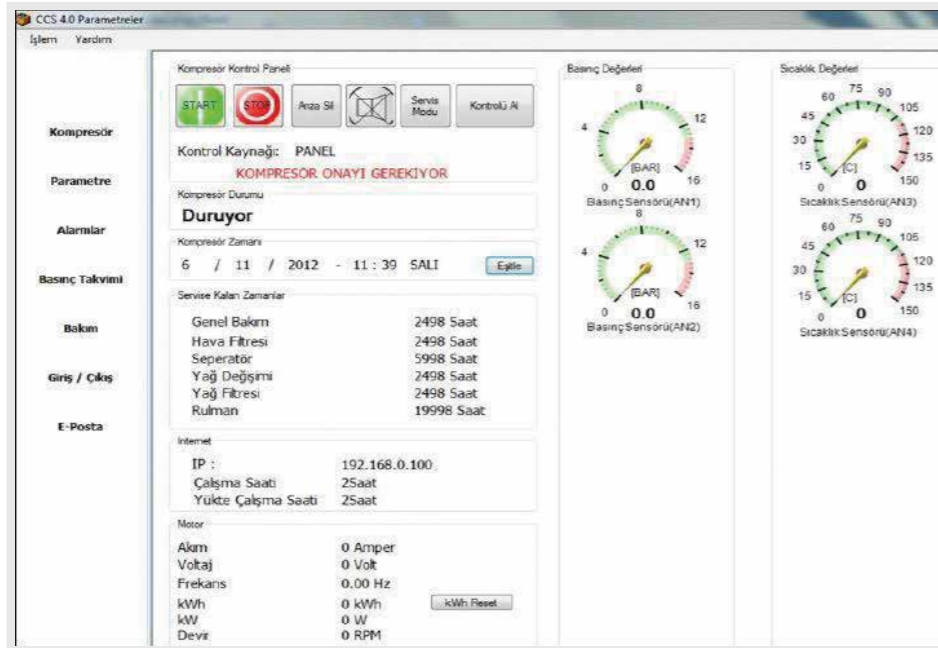 CCS 4.0 Parametreler
İşlem Yardım
Kompresör
Parametre
Alarmlar
Basınç Takvimi
Bakım
Giriş / Çıkış
E-Posta
Kompresör Kontrol Paneli
START STOP Arıza Sil Servis Modu Kontrolü Al
Kontrol Kaynağı: PANEL
KOMPRESÖR ONAYI GEREKİYOR
Kompresör Durumu
Duruyor
Kompresör Zamanı
6 / 11 / 2012 - 11 : 39 SALI Eşitle
Servise Kalan Zamanlar
Genel Bakım 2498 Saat
Hava Filtresi 2498 Saat
Seperatör 5998 Saat
Yağ Değişimi 2498 Saat
Yağ Filtresi 2498 Saat
Rulman 19998 Saat
Internet
IP : 192.168.0.100
Çalışma Saati 2Saat
Yükte Çalışma Saati 2Saat
Motor
Akım 0 Amper
Voltaj 0 Volt
Frekans 0.00 Hz
kWh 0 kWh kWh Reset
kW 0 W
Devir 0 RPM
Basınç Değerleri
0 4 8 12 16
[BAR]
0.0
Basınç Sensörü(AN1)
0 4 8 12 16
[BAR]
0.0
Basınç Sensörü(AN2)
Sıcaklık Değerleri
0 15 30 45 60 75 90 105 120 135 150
[C]
0
Sıcaklık Sensörü(AN3)
0 15 30 45 60 75 90 105 120 135 150
[C]
0
Sıcaklık Sensörü(AN4)